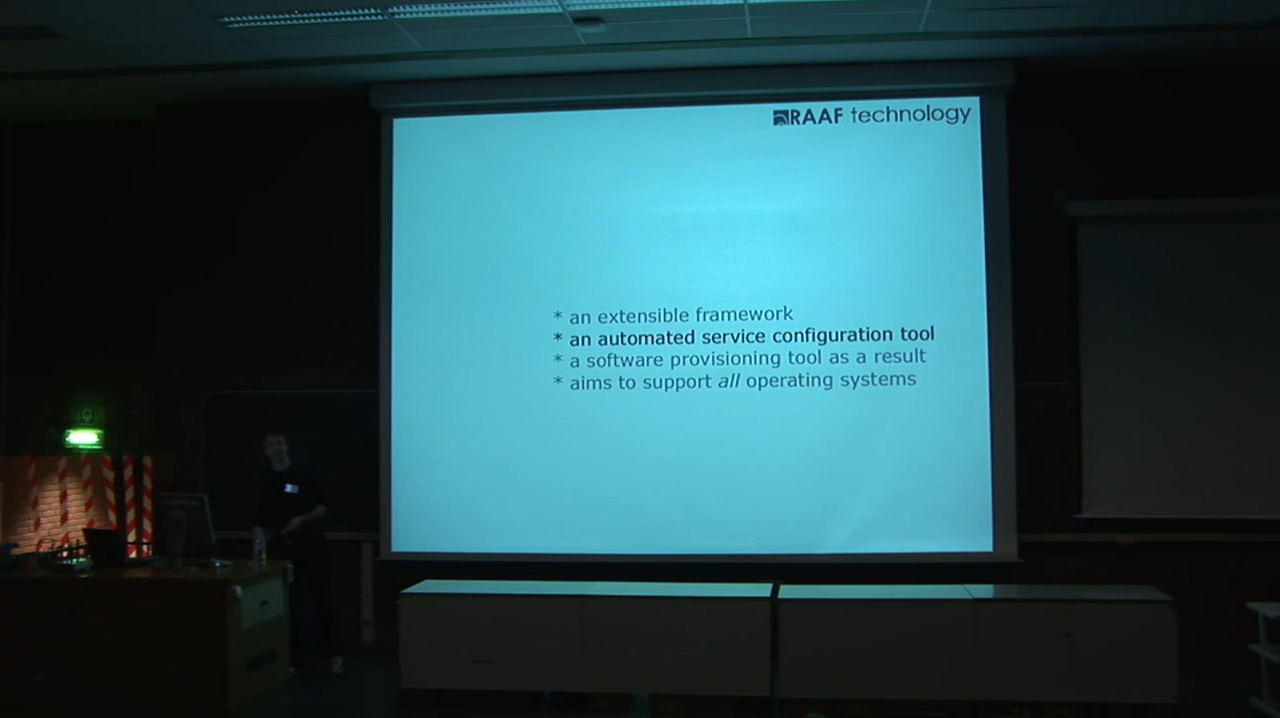 RAAF technology
* an extensible framework
* an automated service configuration tool
* a software provisioning tool as a result
* aims to support all operating systems